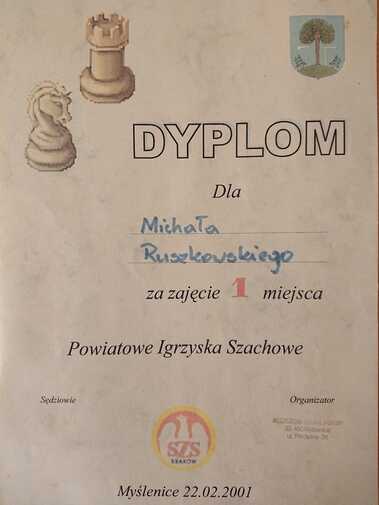 DYPLOM
Dla
Michała
Ruszkowskiego
za zajęcie 1 miejsca
Powiatowe Igrzyska Szachowe
Sędziowie
Organizator
SZS
KRAKÓW
Myślenice 22.02.2001